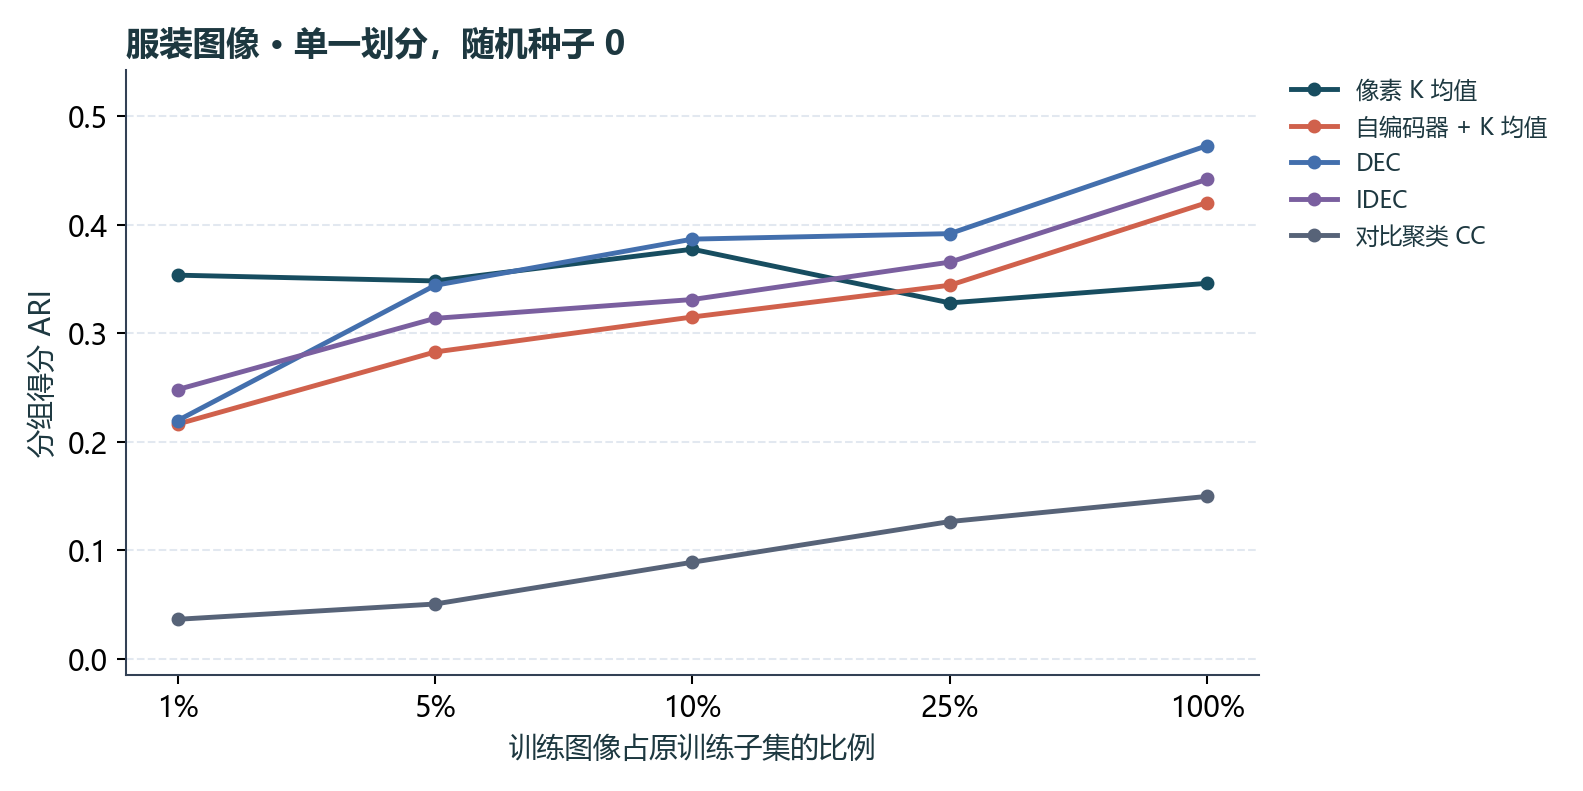 服装图像 • 单一划分，随机种子 0
分组得分 ARI
0.5
0.4
0.3
0.2
0.1
0.0
1%
5%
10%
25%
100%
训练图像占原训练子集的比例
像素 K 均值
自编码器 + K 均值
DEC
IDEC
对比聚类 CC